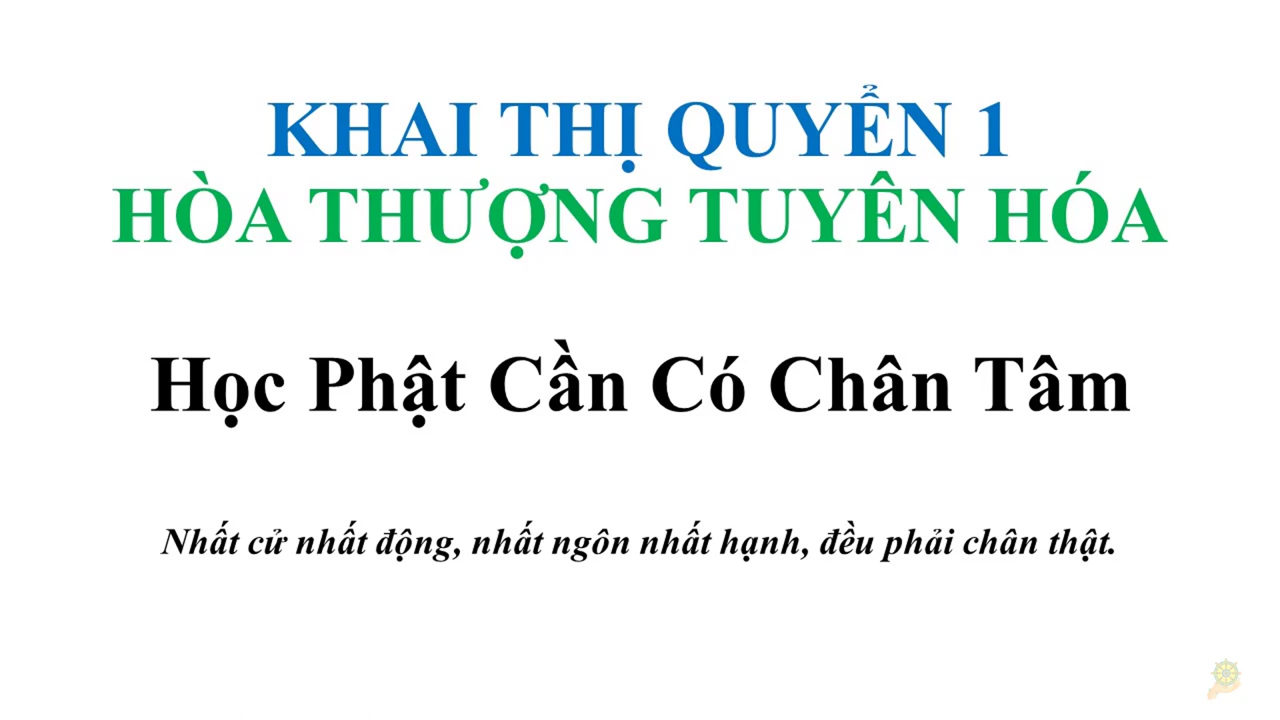 KHAI THỊ QUYỂN 1
HÒA THƯỢNG TUYÊN HÓA
Học Phật Cần Có Chân Tâm
Nhất cử nhất động, nhất ngôn nhất hạnh, đều phải chân thật.